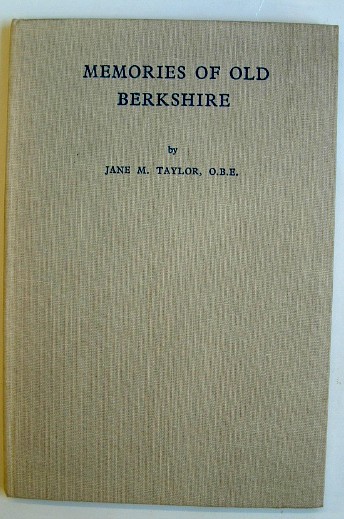 MEMORIES OF OLD
BERKSHIRE
by
JANE M. TAYLOR, O.B.E.